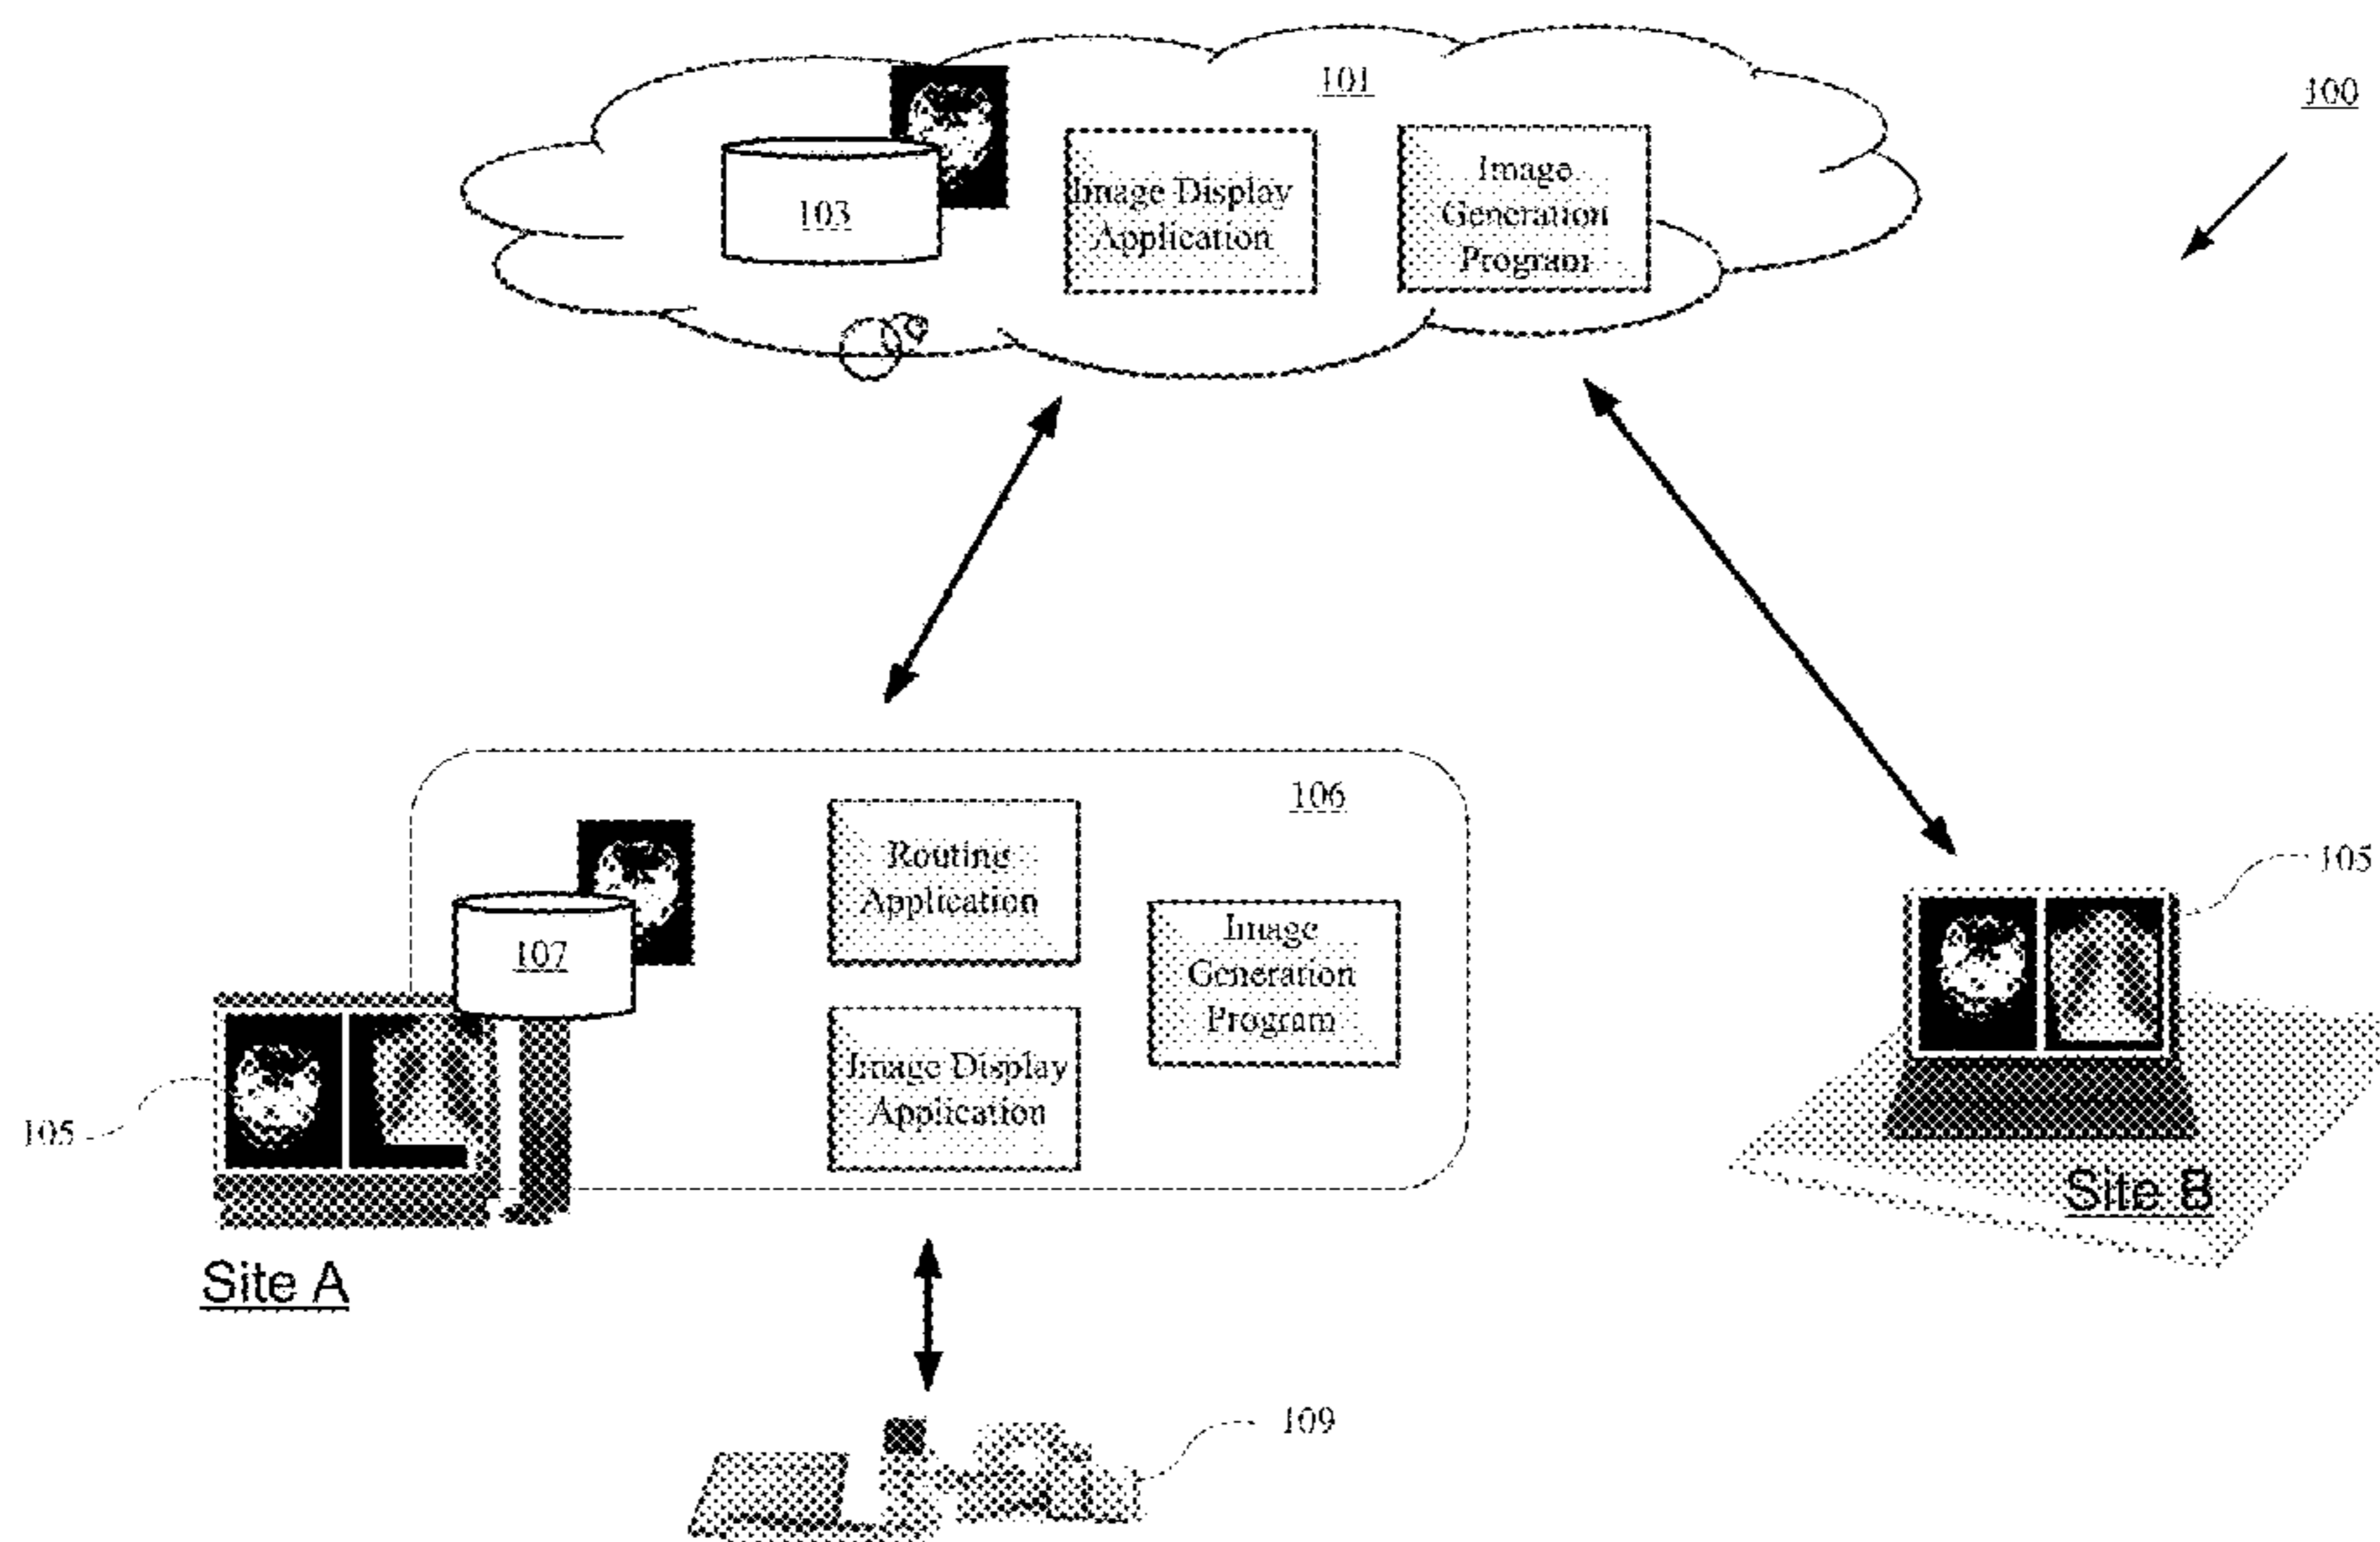 101
100
103
Image Display
Application
Image
Generation
Program
106
Routing
Application
105
107
Image
Generation
Program
Image Display
Application
105
Site B
Site A
109